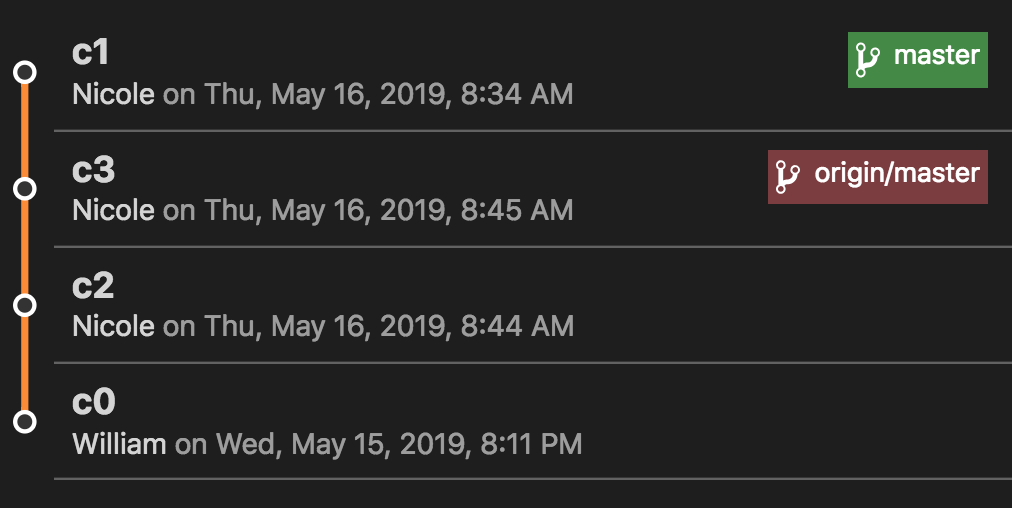 c1
master
Nicole on Thu, May 16, 2019, 8:34 AM
c3
origin/master
Nicole on Thu, May 16, 2019, 8:45 AM
c2
Nicole on Thu, May 16, 2019, 8:44 AM
c0
William on Wed, May 15, 2019, 8:11 PM